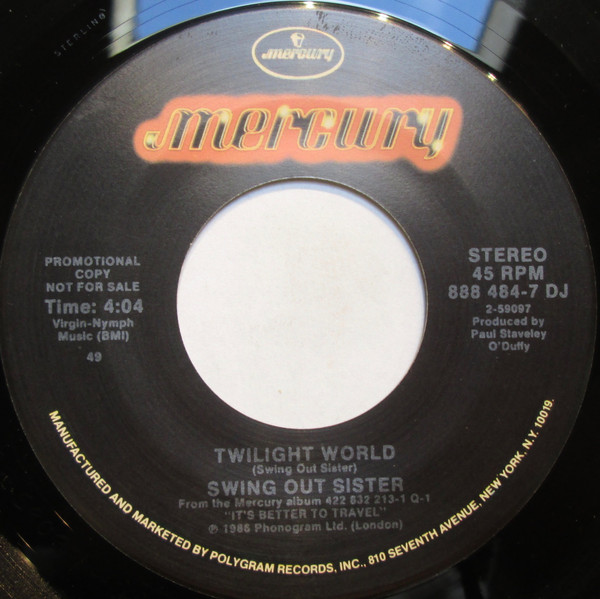 STERLING
mercury
mercury
PROMOTIONAL
COPY
NOT FOR SALE
Time: 4:04
Virgin-Nymph
Music (BMI)
49
STEREO
45 RPM
888 484-7 DJ
2-59097
Produced by
Paul Staveley
O'Duffy
TWILIGHT WORLD
(Swing Out Sister)
SWING OUT SISTER
From the Mercury album 422 832 213-1 Q-1
"IT'S BETTER TO TRAVEL"
℗ 1986 Phonogram Ltd. (London)
MANUFACTURED AND MARKETED BY POLYGRAM RECORDS, INC., 810 SEVENTH AVENUE, NEW YORK, N.Y. 10019.